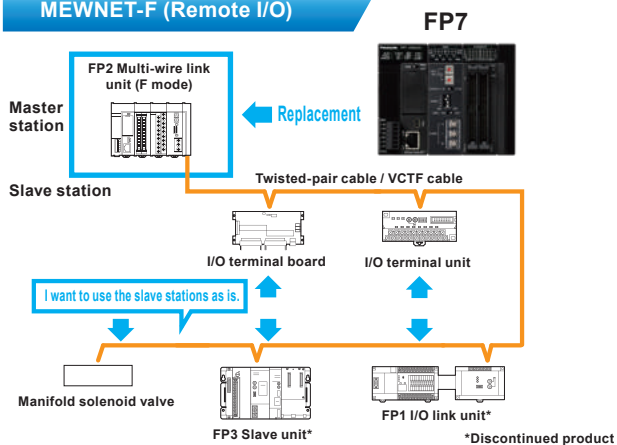 MEWNET-F (Remote I/O)
FP7
FP2 Multi-wire link
unit (F mode)
Master
station
Replacement
Slave station
Twisted-pair cable / VCTF cable
I/O terminal board
I/O terminal unit
I want to use the slave stations as is.
Manifold solenoid valve
FP3 Slave unit*
FP1 I/O link unit*
*Discontinued product